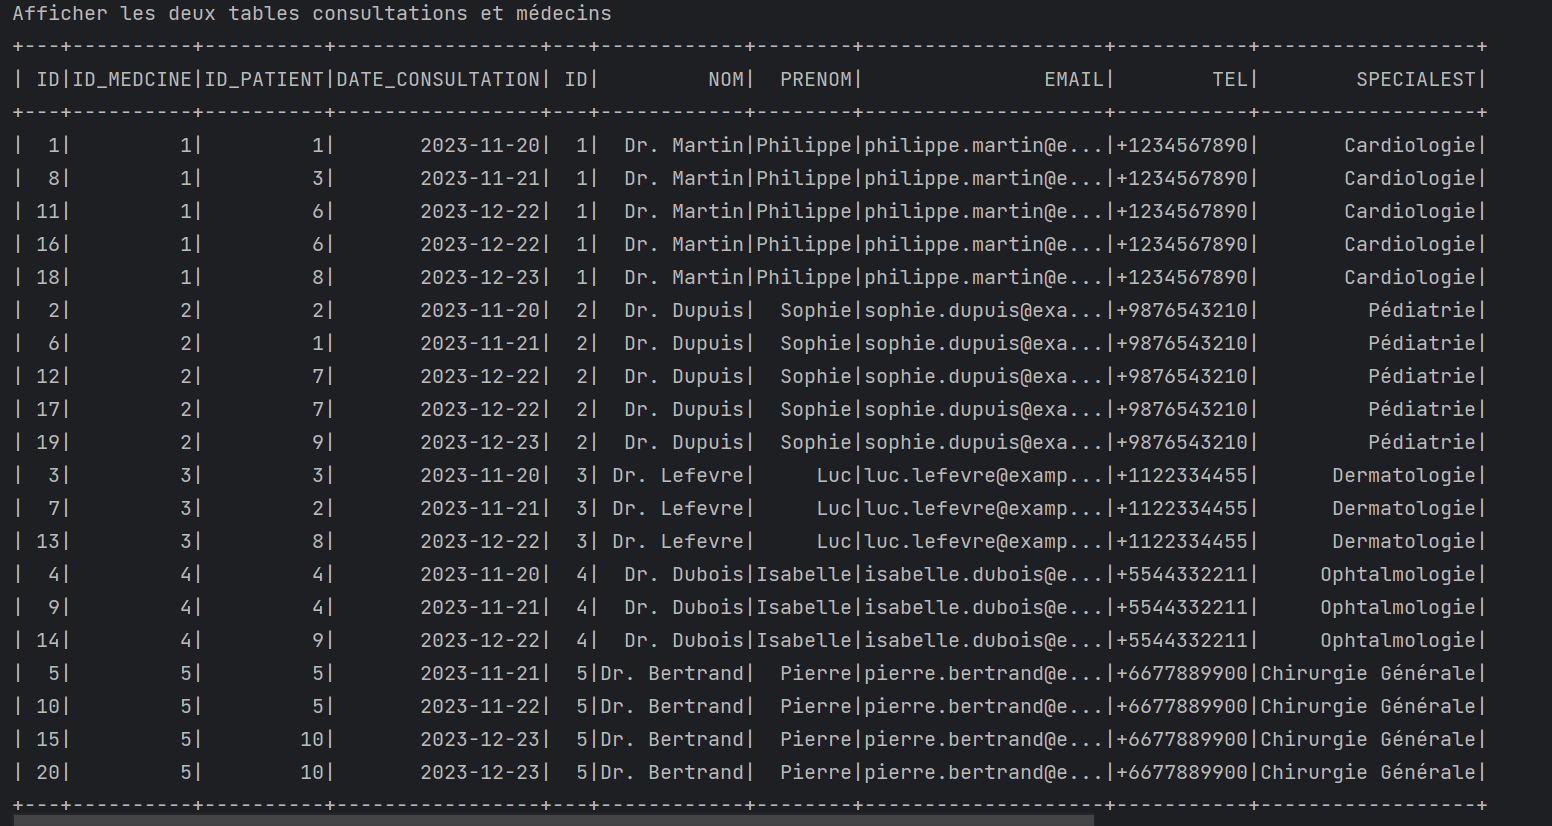 Afficher les deux tables consultations et médecins
+---+----------+----------+-----------------+---+------------+--------+--------------------+-----------+------------------+
| ID|ID_MEDCINE|ID_PATIENT|DATE_CONSULTATION| ID|         NOM|  PRENOM|               EMAIL|        TEL|        SPECIALEST|
+---+----------+----------+-----------------+---+------------+--------+--------------------+-----------+------------------+
|  1|         1|         1|       2023-11-20|  1|  Dr. Martin|Philippe|philippe.martin@e...|+1234567890|       Cardiologie|
|  8|         1|         3|       2023-11-21|  1|  Dr. Martin|Philippe|philippe.martin@e...|+1234567890|       Cardiologie|
| 11|         1|         6|       2023-12-22|  1|  Dr. Martin|Philippe|philippe.martin@e...|+1234567890|       Cardiologie|
| 16|         1|         6|       2023-12-22|  1|  Dr. Martin|Philippe|philippe.martin@e...|+1234567890|       Cardiologie|
| 18|         1|         8|       2023-12-23|  1|  Dr. Martin|Philippe|philippe.martin@e...|+1234567890|       Cardiologie|
|  2|         2|         2|       2023-11-20|  2|  Dr. Dupuis|  Sophie|sophie.dupuis@exa...|+9876543210|         Pédiatrie|
|  6|         2|         1|       2023-11-21|  2|  Dr. Dupuis|  Sophie|sophie.dupuis@exa...|+9876543210|         Pédiatrie|
| 12|         2|         7|       2023-12-22|  2|  Dr. Dupuis|  Sophie|sophie.dupuis@exa...|+9876543210|         Pédiatrie|
| 17|         2|         7|       2023-12-22|  2|  Dr. Dupuis|  Sophie|sophie.dupuis@exa...|+9876543210|         Pédiatrie|
| 19|         2|         9|       2023-12-23|  2|  Dr. Dupuis|  Sophie|sophie.dupuis@exa...|+9876543210|         Pédiatrie|
|  3|         3|         3|       2023-11-20|  3| Dr. Lefevre|     Luc|luc.lefevre@examp...|+1122334455|      Dermatologie|
|  7|         3|         2|       2023-11-21|  3| Dr. Lefevre|     Luc|luc.lefevre@examp...|+1122334455|      Dermatologie|
| 13|         3|         8|       2023-12-22|  3| Dr. Lefevre|     Luc|luc.lefevre@examp...|+1122334455|      Dermatologie|
|  4|         4|         4|       2023-11-20|  4|  Dr. Dubois|Isabelle|isabelle.dubois@e...|+5544332211|     Ophtalmologie|
|  9|         4|         4|       2023-11-21|  4|  Dr. Dubois|Isabelle|isabelle.dubois@e...|+5544332211|     Ophtalmologie|
| 14|         4|         9|       2023-12-22|  4|  Dr. Dubois|Isabelle|isabelle.dubois@e...|+5544332211|     Ophtalmologie|
|  5|         5|         5|       2023-11-21|  5|Dr. Bertrand|  Pierre|pierre.bertrand@e...|+6677889900|Chirurgie Générale|
| 10|         5|         5|       2023-11-22|  5|Dr. Bertrand|  Pierre|pierre.bertrand@e...|+6677889900|Chirurgie Générale|
| 15|         5|        10|       2023-12-23|  5|Dr. Bertrand|  Pierre|pierre.bertrand@e...|+6677889900|Chirurgie Générale|
| 20|         5|        10|       2023-12-23|  5|Dr. Bertrand|  Pierre|pierre.bertrand@e...|+6677889900|Chirurgie Générale|
+---+----------+----------+-----------------+---+------------+--------+--------------------+-----------+------------------+